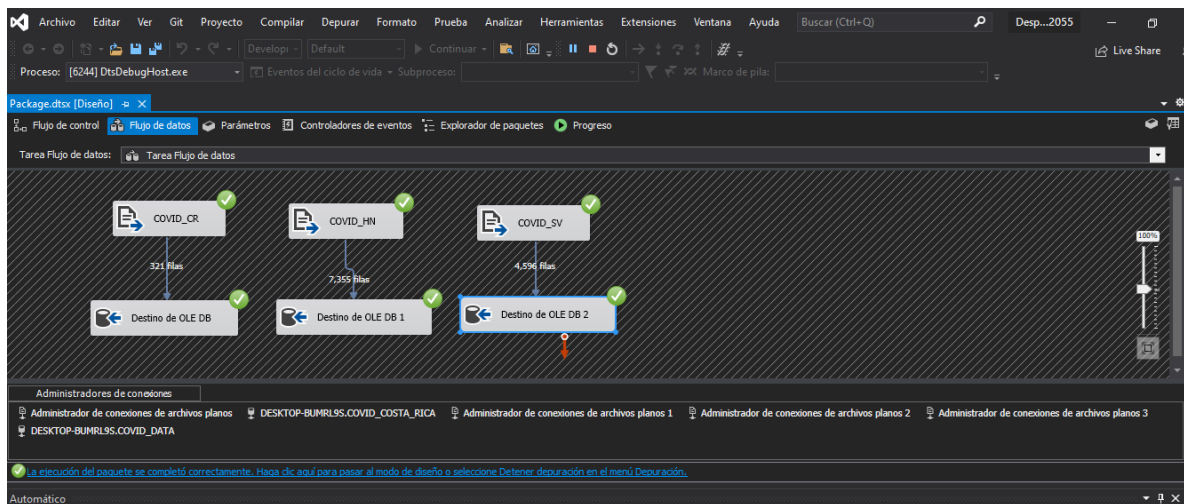 Archivo Editar Ver Git Proyecto Compilar Depurar Formato Prueba Analizar Herramientas Extensiones Ventana Ayuda Buscar (Ctrl+Q) Desp...2055
Developi Default Continuar Live Share
Proceso: [6244] DtsDebugHost.exe Eventos del ciclo de vida Subproceso: Marco de pila:
Package.dtsx [Diseño]
Flujo de control Flujo de datos Parámetros Controladores de eventos Explorador de paquetes Progreso
Tarea Flujo de datos: Tarea Flujo de datos
COVID_CR COVID_HN COVID_SV
100%
321 filas 7,355 filas 4,596 filas
Destino de OLE DB Destino de OLE DB 1 Destino de OLE DB 2
Administradores de conexiones
Administrador de conexiones de archivos planos DESKTOP-BUMRL9S.COVID_COSTA_RICA Administrador de conexiones de archivos planos 1 Administrador de conexiones de archivos planos 2 Administrador de conexiones de archivos planos 3
DESKTOP-BUMRL9S.COVID_DATA
La ejecución del paquete se completó correctamente. Haga clic aquí para pasar al modo de diseño o seleccione Detener depuración en el menú Depuración.
Automático